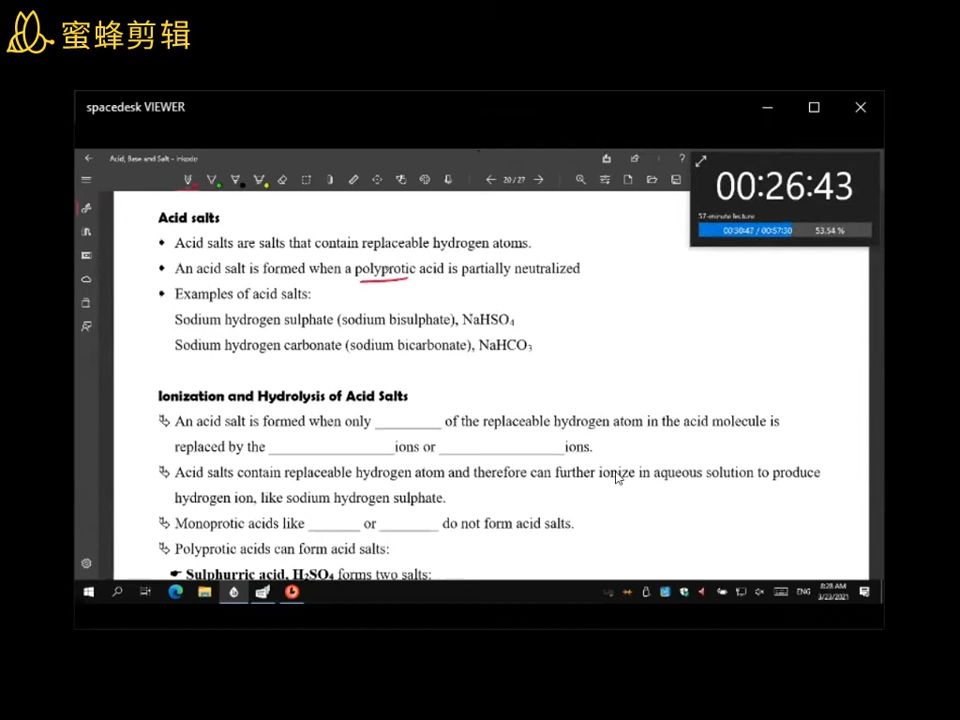 蜜蜂剪辑
spacedesk VIEWER
Acid, Base and Salt - Inkodo
20 / 27
?
00:26:43
57-minute lecture
00:30:47 / 00:57:30 53.54 %
Acid salts
Acid salts are salts that contain replaceable hydrogen atoms.
An acid salt is formed when a polyprotic acid is partially neutralized
Examples of acid salts:
Sodium hydrogen sulphate (sodium bisulphate), NaHSO₄
Sodium hydrogen carbonate (sodium bicarbonate), NaHCO₃
Ionization and Hydrolysis of Acid Salts
An acid salt is formed when only ________ of the replaceable hydrogen atom in the acid molecule is
replaced by the ________________ ions or ________________ ions.
Acid salts contain replaceable hydrogen atom and therefore can further ionize in aqueous solution to produce
hydrogen ion, like sodium hydrogen sulphate.
Monoprotic acids like _______ or ________ do not form acid salts.
Polyprotic acids can form acid salts:
Sulphurric acid, H₂SO₄ forms two salts:
ENG
8:28 AM
3/23/2021